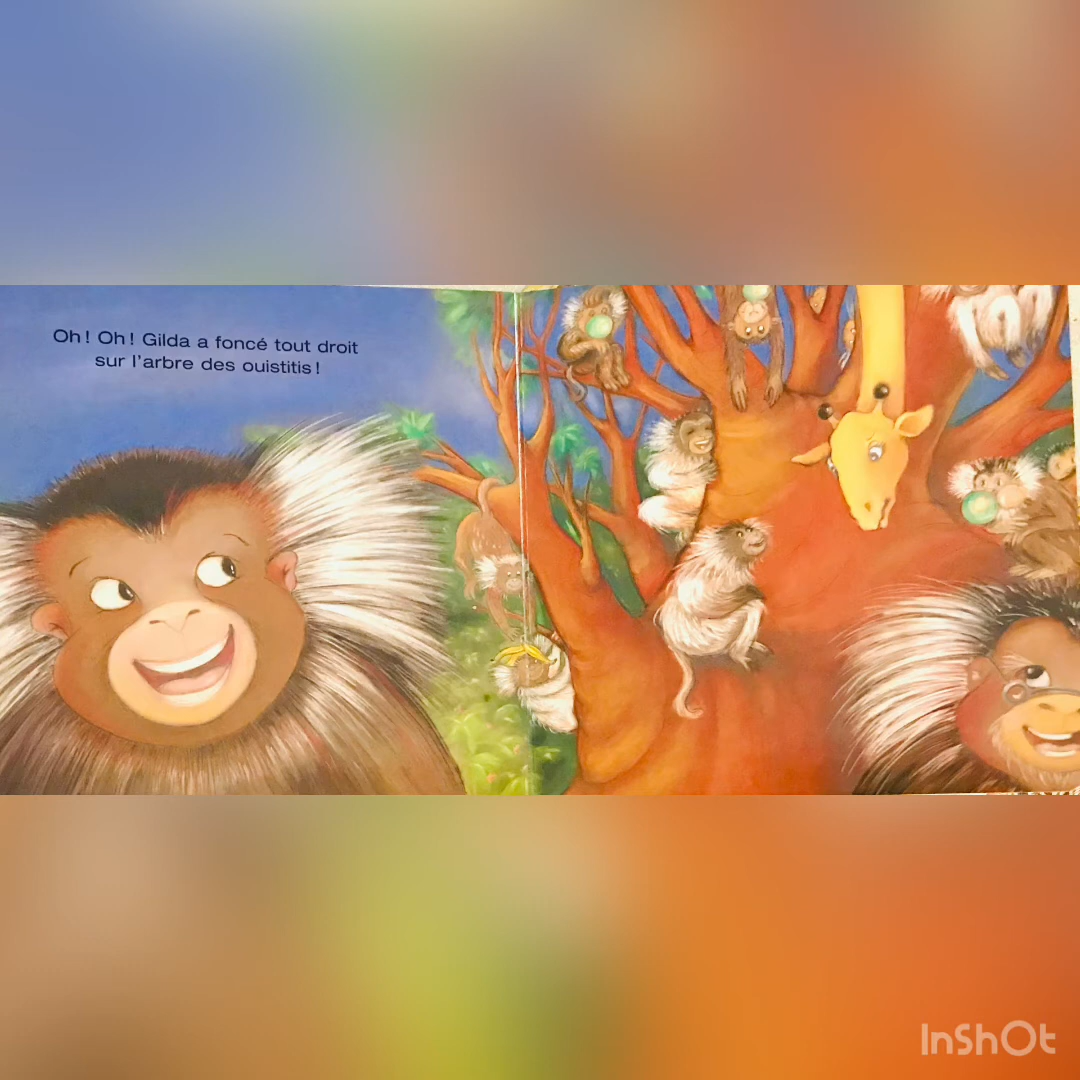 Oh ! Oh ! Gilda a foncé tout droit
sur l'arbre des ouistitis !
InShOt